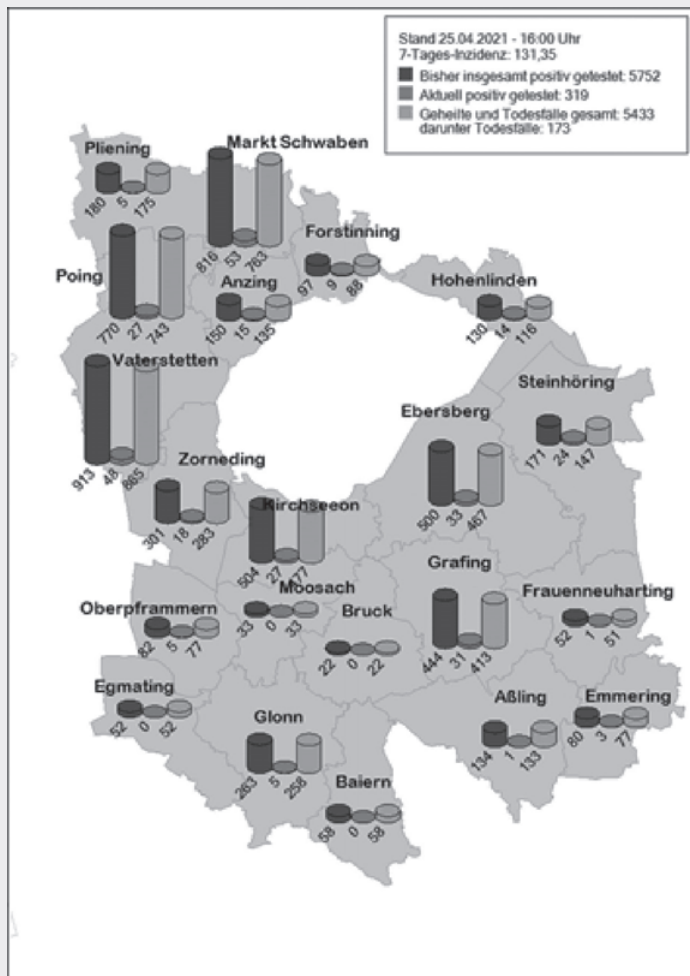 Stand 25.04.2021 - 16:00 Uhr
7-Tages-Inzidenz: 131,35
Bisher insgesamt positiv getestet: 5752
Aktuell positiv getestet: 319
Geheilte und Todesfälle gesamt: 5433
darunter Todesfälle: 173
Markt Schwaben
816 53 763
Pliening
180 5 175
Forstinning
97 9 88
Poing
770 27 743
Anzing
150 15 135
Hohenlinden
130 14 116
Vaterstetten
913 48 865
Steinhöring
171 24 147
Ebersberg
500 33 467
Zorneding
301 18 283
Kirchseeon
504 27 477
Grafing
444 31 413
Moosach
33 0 33
Frauenneuharting
52 1 51
Oberpframmern
82 5 77
Bruck
22 0 22
Egmating
52 0 52
Aßling
134 1 133
Emmering
80 3 77
Glonn
263 5 258
Baiern
58 0 58